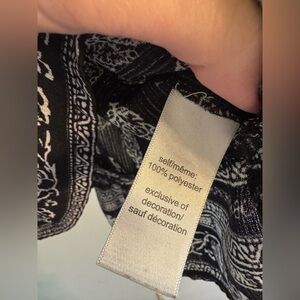 self/même:
100% polyester
exclusive of
decoration/
sauf décoration